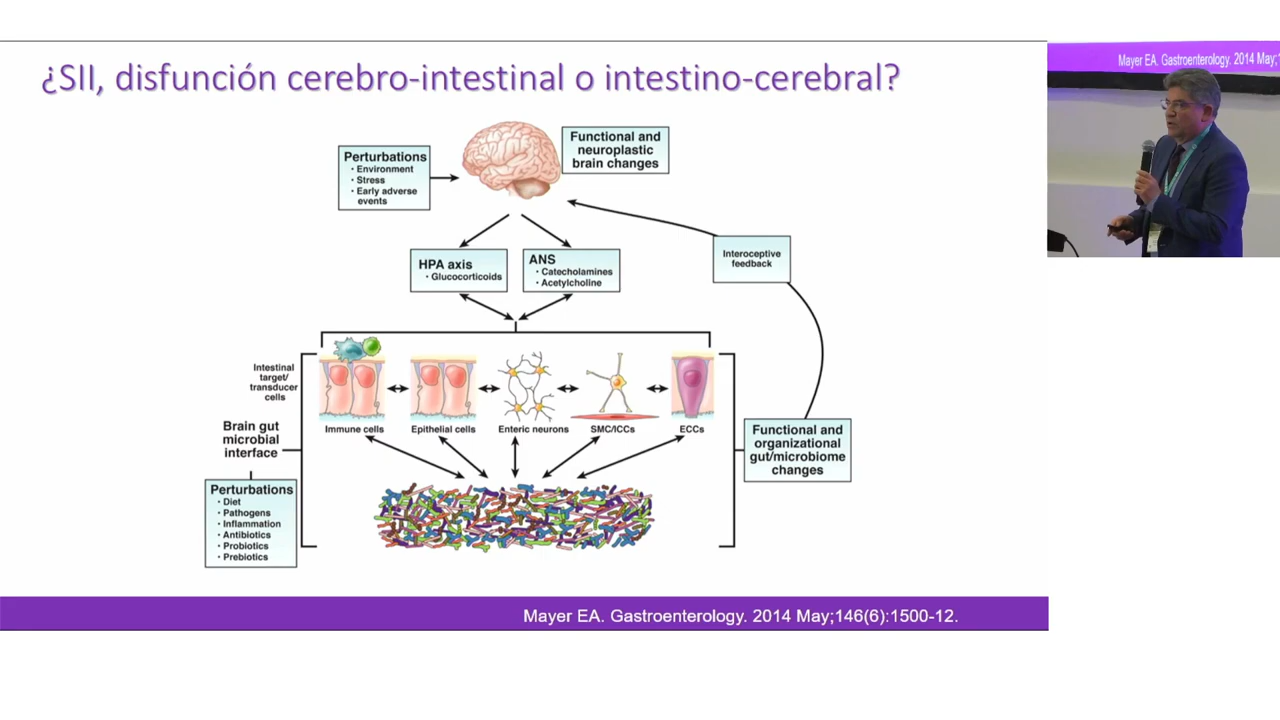 ¿SII, disfunción cerebro-intestinal o intestino-cerebral?
Mayer EA. Gastroenterology. 2014 May;1
Perturbations
· Environment
· Stress
· Early adverse
events
Functional and
neuroplastic
brain changes
HPA axis
· Glucocorticoids
ANS
· Catecholamines
· Acetylcholine
Interoceptive
feedback
Intestinal
target/
transducer
cells
Immune cells
Epithelial cells
Enteric neurons
SMC/ICCs
ECCs
Brain gut
microbial
interface
Functional and
organizational
gut/microbiome
changes
Perturbations
· Diet
· Pathogens
· Inflammation
· Antibiotics
· Probiotics
· Prebiotics
Mayer EA. Gastroenterology. 2014 May;146(6):1500-12.